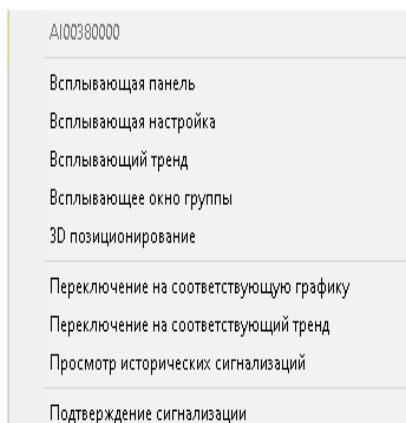 AI00380000
Всплывающая панель
Всплывающая настройка
Всплывающий тренд
Всплывающее окно группы
3D позиционирование
Переключение на соответствующую графику
Переключение на соответствующий тренд
Просмотр исторических сигнализаций
Подтверждение сигнализации